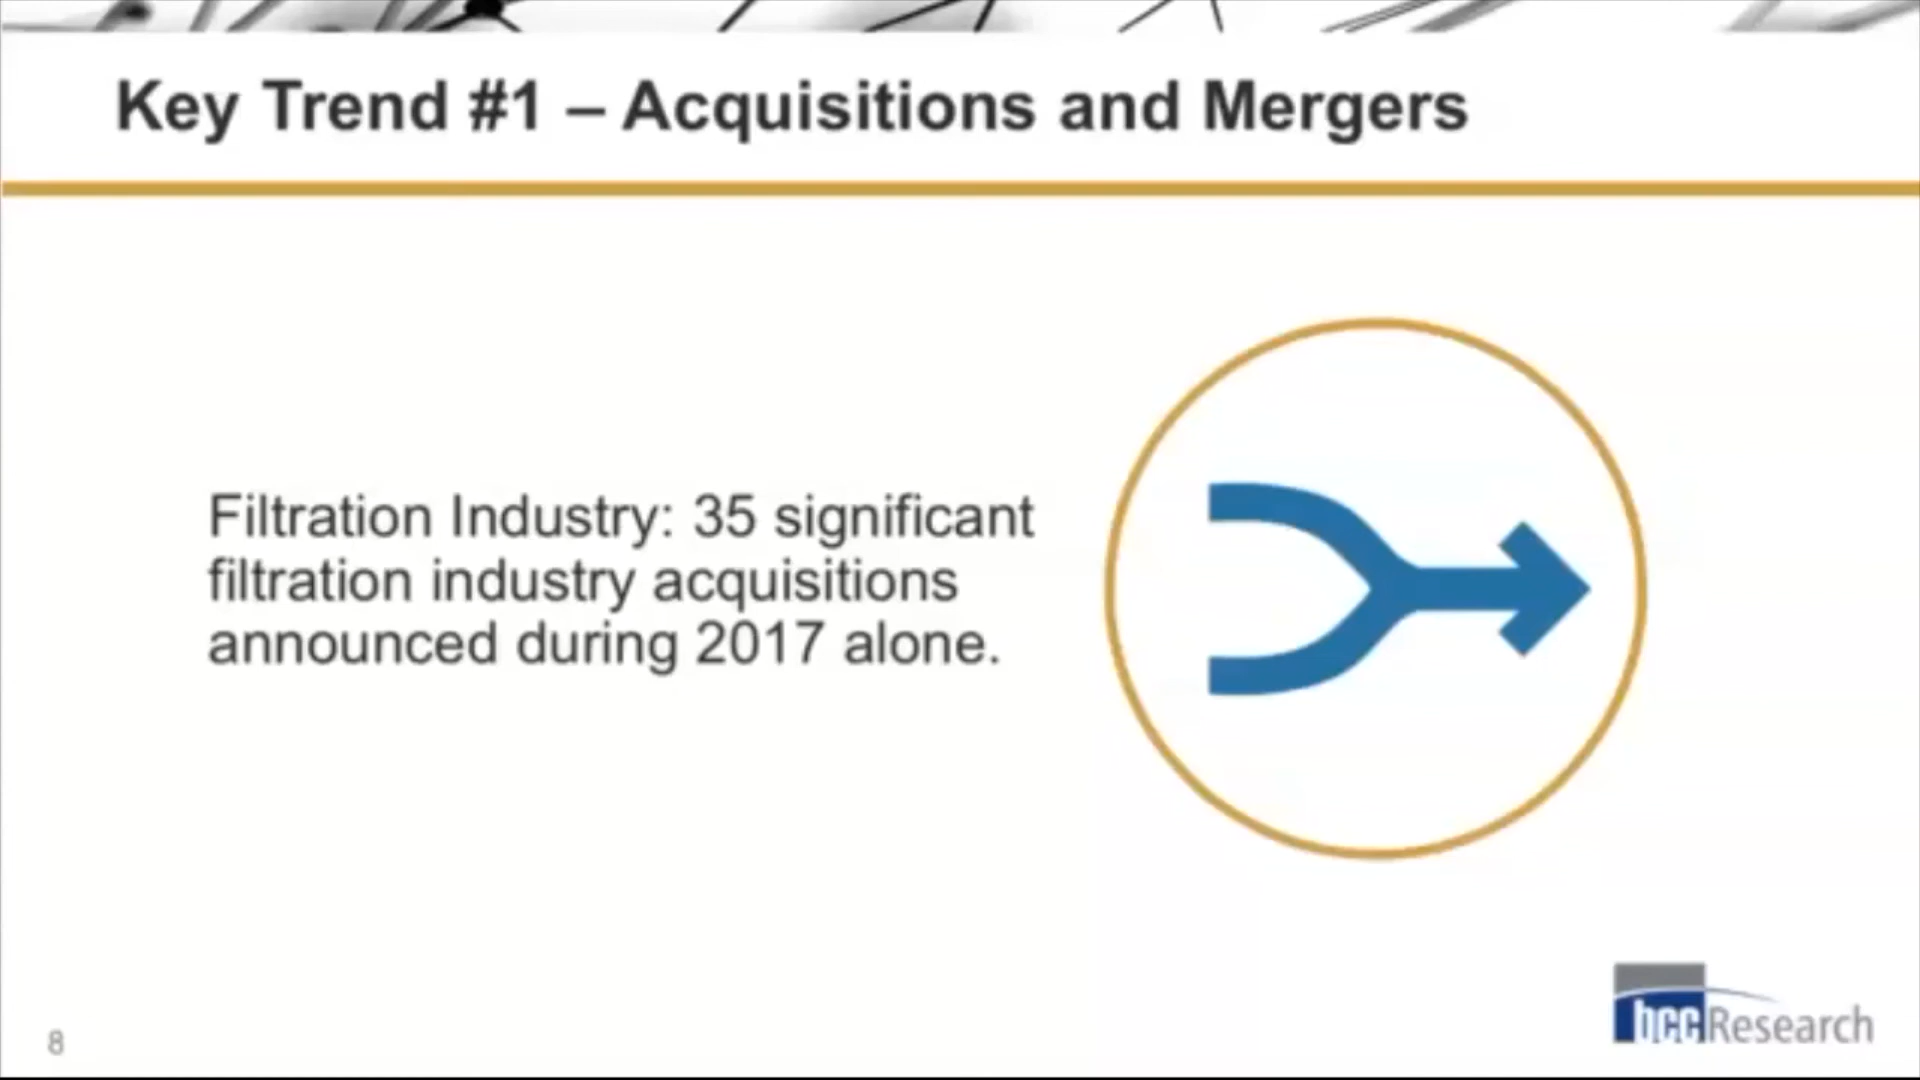 Key Trend #1 – Acquisitions and Mergers
Filtration Industry: 35 significant
filtration industry acquisitions
announced during 2017 alone.
8
bccResearch